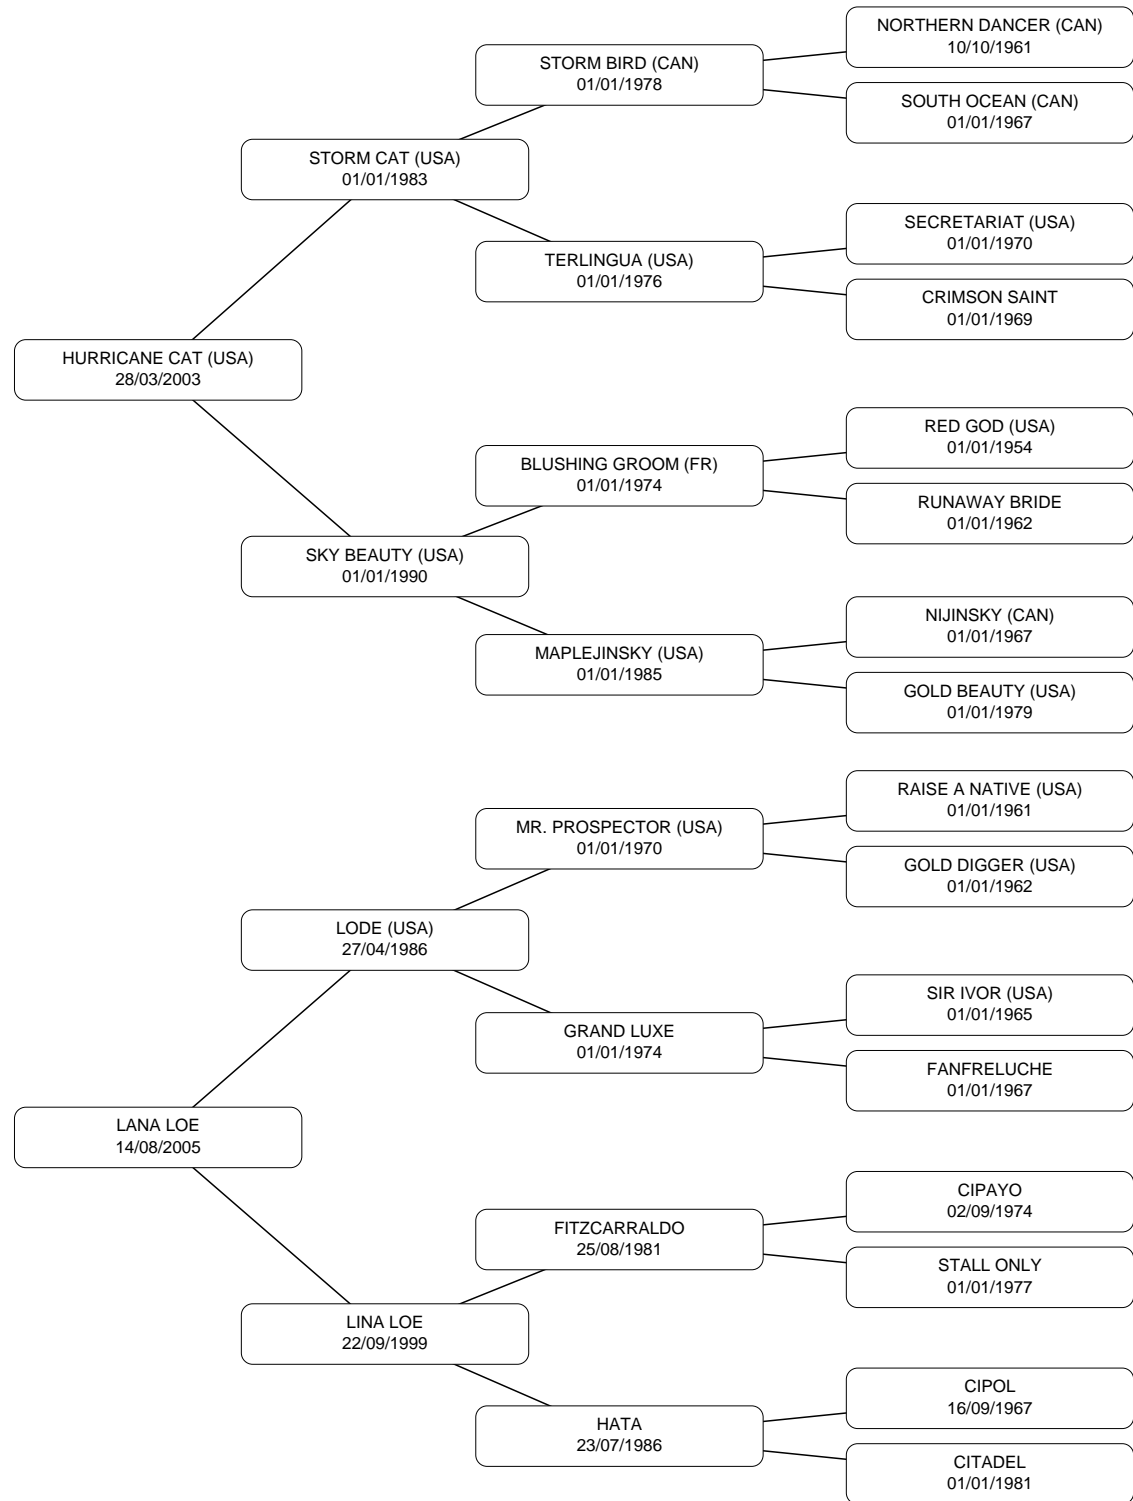 NORTHERN DANCER (CAN)
10/10/1961
STORM BIRD (CAN)
01/01/1978
SOUTH OCEAN (CAN)
01/01/1967
STORM CAT (USA)
01/01/1983
SECRETARIAT (USA)
01/01/1970
TERLINGUA (USA)
01/01/1976
CRIMSON SAINT
01/01/1969
HURRICANE CAT (USA)
28/03/2003
RED GOD (USA)
01/01/1954
BLUSHING GROOM (FR)
01/01/1974
RUNAWAY BRIDE
01/01/1962
SKY BEAUTY (USA)
01/01/1990
NIJINSKY (CAN)
01/01/1967
MAPLEJINSKY (USA)
01/01/1985
GOLD BEAUTY (USA)
01/01/1979
RAISE A NATIVE (USA)
01/01/1961
MR. PROSPECTOR (USA)
01/01/1970
GOLD DIGGER (USA)
01/01/1962
LODE (USA)
27/04/1986
SIR IVOR (USA)
01/01/1965
GRAND LUXE
01/01/1974
FANFRELUCHE
01/01/1967
LANA LOE
14/08/2005
CIPAYO
02/09/1974
FITZCARRALDO
25/08/1981
STALL ONLY
01/01/1977
LINA LOE
22/09/1999
CIPOL
16/09/1967
HATA
23/07/1986
CITADEL
01/01/1981